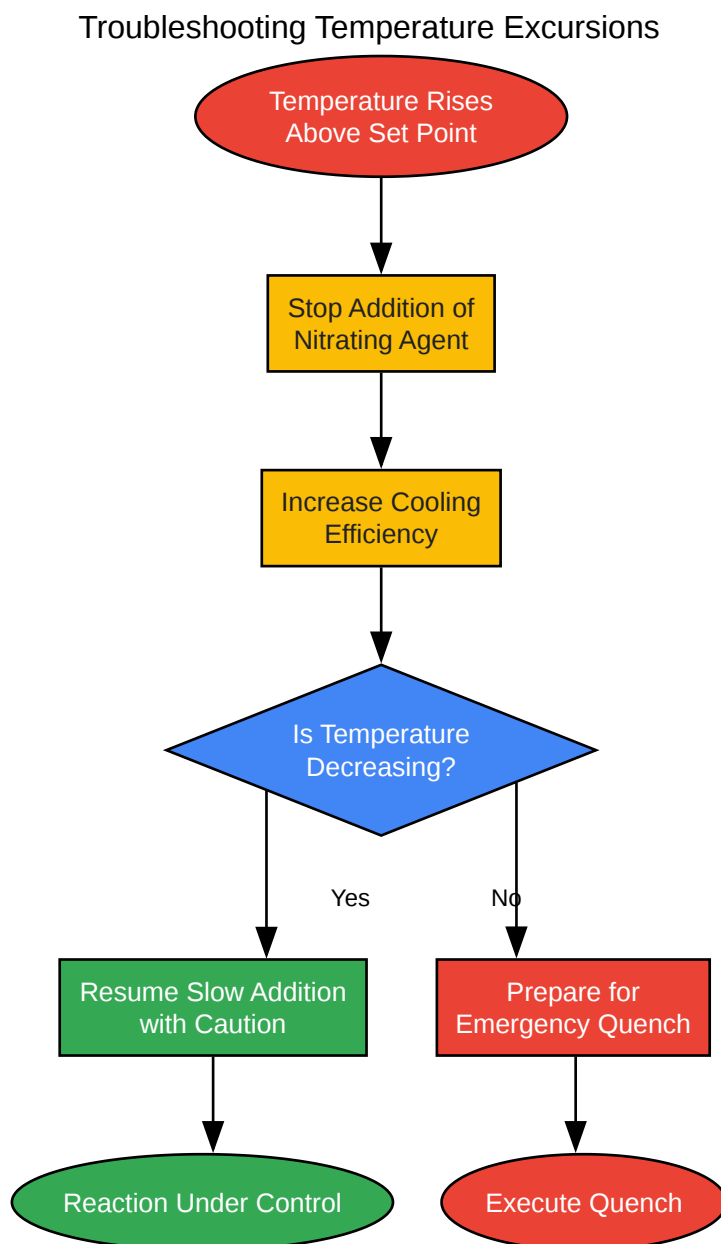 Troubleshooting Temperature Excursions
Temperature Rises
Above Set Point
Stop Addition of
Nitrating Agent
Increase Cooling
Efficiency
Is Temperature
Decreasing?
Yes
No
Resume Slow Addition
with Caution
Prepare for
Emergency Quench
Reaction Under Control
Execute Quench